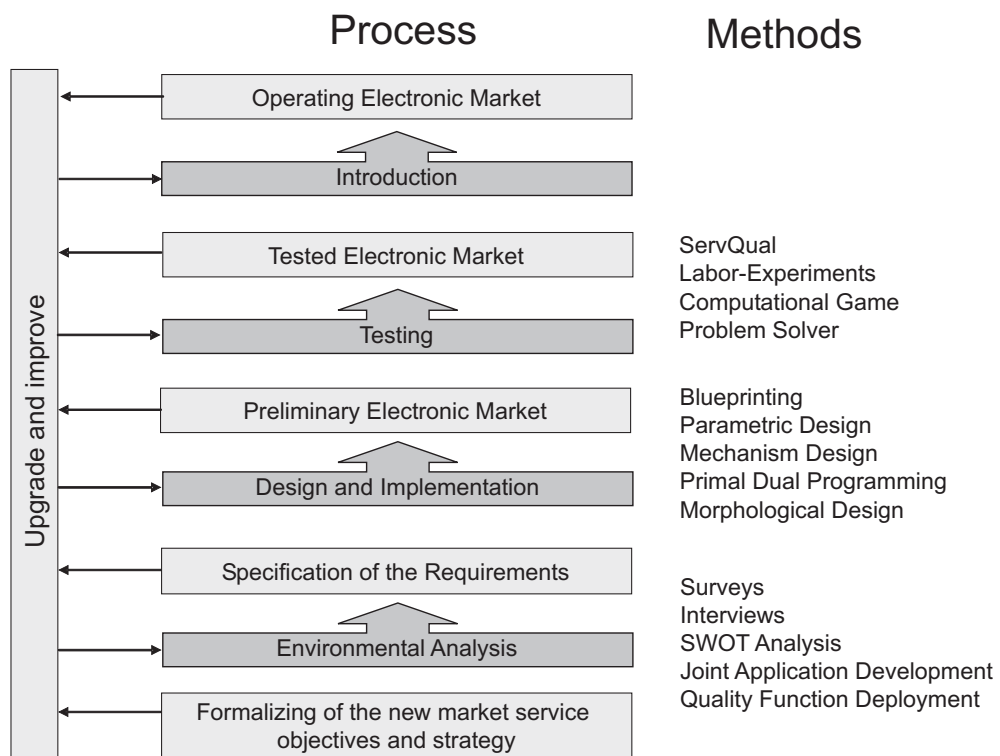 Process
Methods
Upgrade and improve
Operating Electronic Market
Introduction
Tested Electronic Market
Testing
ServQual
Labor-Experiments
Computational Game
Problem Solver
Preliminary Electronic Market
Design and Implementation
Blueprinting
Parametric Design
Mechanism Design
Primal Dual Programming
Morphological Design
Specification of the Requirements
Environmental Analysis
Formalizing of the new market service
objectives and strategy
Surveys
Interviews
SWOT Analysis
Joint Application Development
Quality Function Deployment